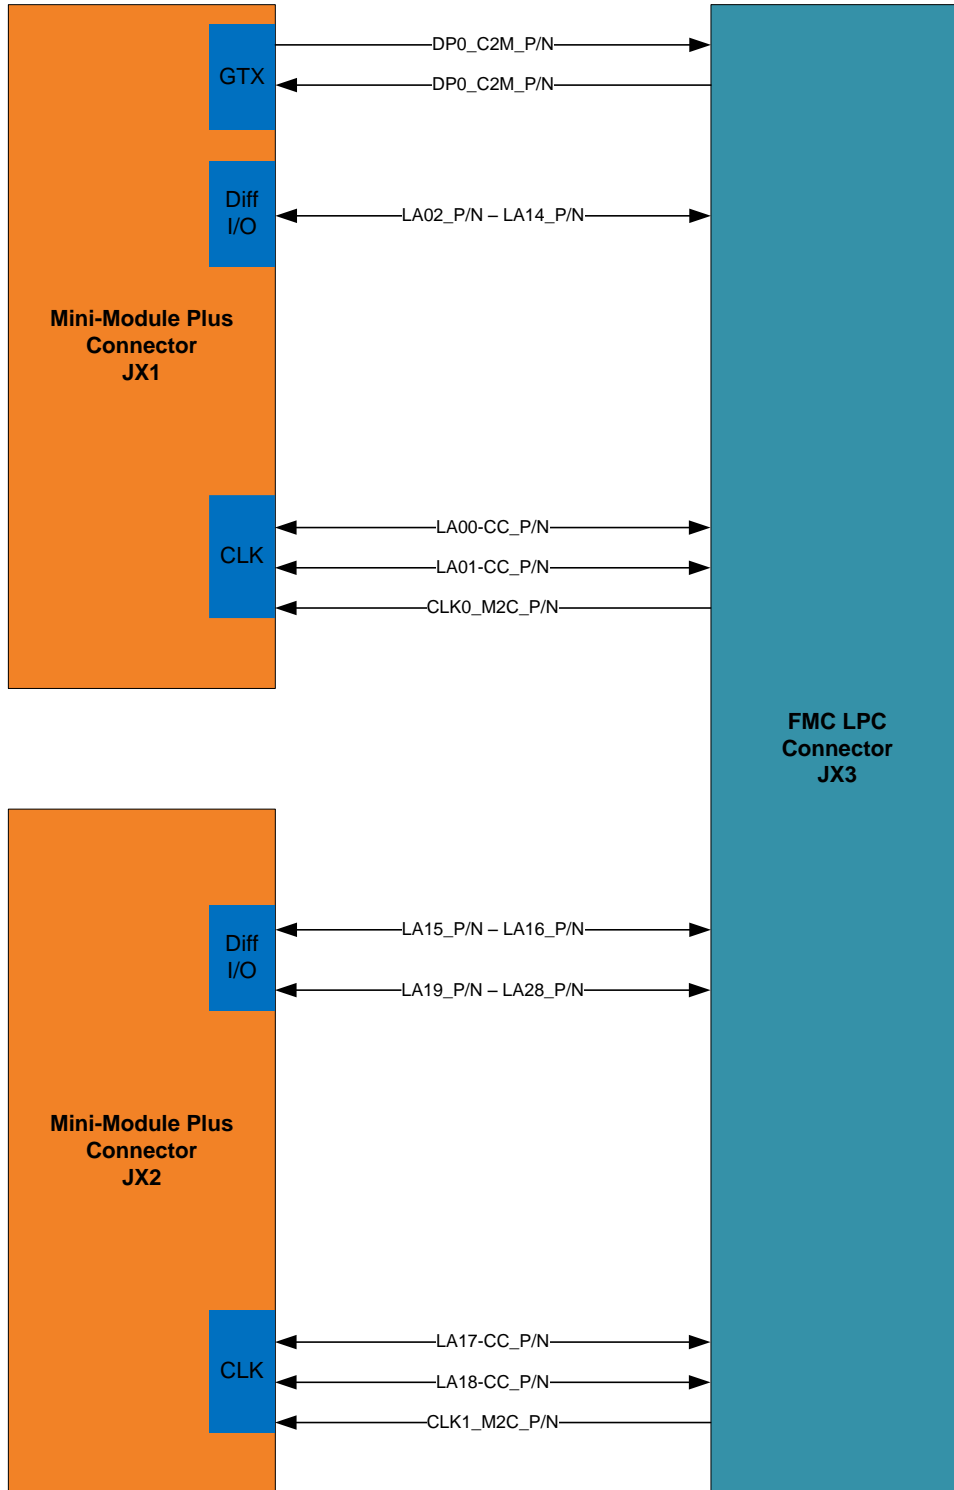 GTX
DP0_C2M_P/N
DP0_C2M_P/N
Diff
I/O
LA02_P/N – LA14_P/N
Mini-Module Plus
Connector
JX1
CLK
LA00-CC_P/N
LA01-CC_P/N
CLK0_M2C_P/N
FMC LPC
Connector
JX3
Diff
I/O
LA15_P/N – LA16_P/N
LA19_P/N – LA28_P/N
Mini-Module Plus
Connector
JX2
CLK
LA17-CC_P/N
LA18-CC_P/N
CLK1_M2C_P/N